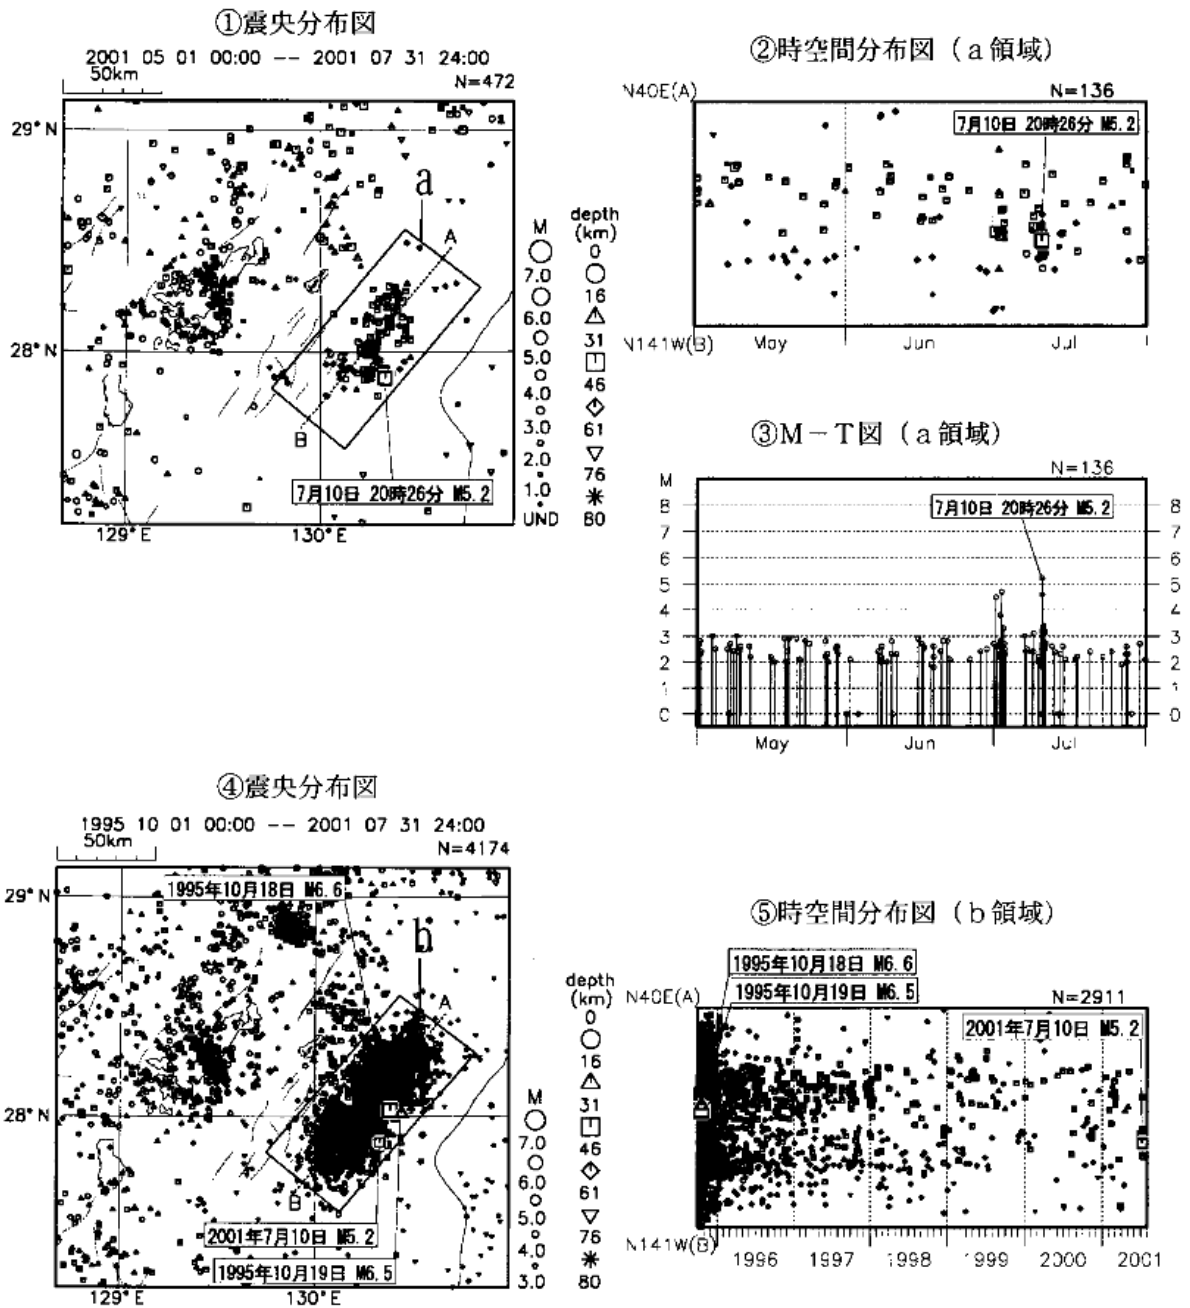 ①震央分布図
2001 05 01 00:00 -- 2001 07 31 24:00
50km
N=472
29°N
28°N
129°E
130°E
a
A
B
7月10日 20時26分 M5.2
M
7.0
6.0
5.0
4.0
3.0
2.0
1.0
UND
depth
(km)
0
16
31
46
61
76
80
②時空間分布図（a領域）
N40E(A)
N=136
7月10日 20時26分 M5.2
N141W(B)
May
Jun
Jul
③M－T図（a領域）
N=136
M
7月10日 20時26分 M5.2
8 8
7 7
6 6
5 5
4 4
3 3
2 2
1 1
0 0
May
Jun
Jul
④震央分布図
1995 10 01 00:00 -- 2001 07 31 24:00
50km
N=4174
29°N
1995年10月18日 M6.6
b
A
28°N
B
2001年7月10日 M5.2
1995年10月19日 M6.5
129°E
130°E
M
7.0
6.0
5.0
4.0
3.0
depth
(km)
0
16
31
46
61
76
80
⑤時空間分布図（b領域）
1995年10月18日 M6.6
N40E(A)
1995年10月19日 M6.5
N=2911
2001年7月10日 M5.2
N141W(B)
1996
1997
1998
1999
2000
2001